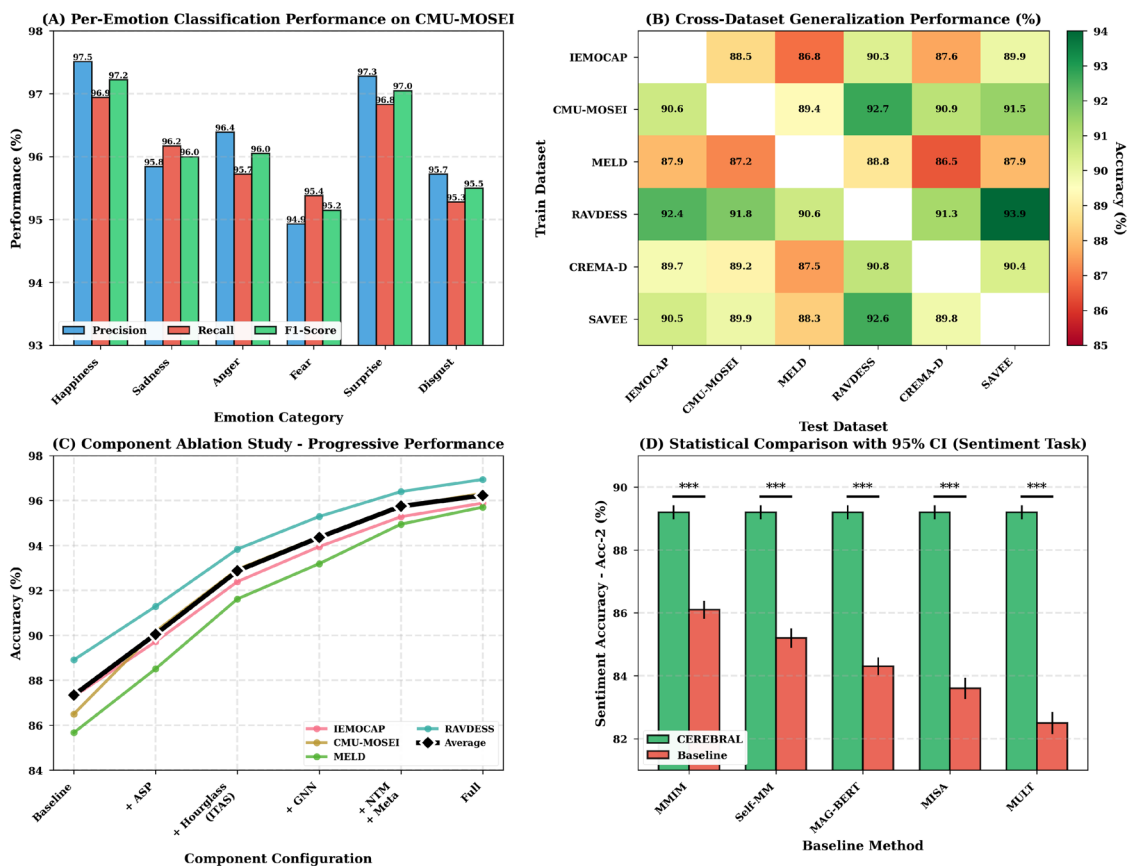 (A) Per-Emotion Classification Performance on CMU-MOSEI
98
97
96
95
94
93
Performance (%)
97.5
96.9
97.2
95.8
96.2
96.0
96.4
95.7
96.0
94.9
95.4
95.2
97.3
96.8
97.0
95.7
95.3
95.5
Precision Recall F1-Score
Happiness
Sadness
Anger
Fear
Surprise
Disgust
Emotion Category
(B) Cross-Dataset Generalization Performance (%)
Train Dataset
IEMOCAP 88.5 86.8 90.3 87.6 89.9
CMU-MOSEI 90.6 89.4 92.7 90.9 91.5
MELD 87.9 87.2 88.8 86.5 87.9
RAVDESS 92.4 91.8 90.6 91.3 93.9
CREMA-D 89.7 89.2 87.5 90.8 90.4
SAVEE 90.5 89.9 88.3 92.6 89.8
IEMOCAP
CMU-MOSEI
MELD
RAVDESS
CREMA-D
SAVEE
Test Dataset
94
93
92
91
90
89
88
87
86
85
Accuracy (%)
(C) Component Ablation Study - Progressive Performance
98
96
94
92
90
88
86
84
Accuracy (%)
IEMOCAP RAVDESS
CMU-MOSEI Average
MELD
Baseline
+ ASP
+ Hourglass
(ITAS)
+ GNN
+ NTM
+ Meta
Full
Component Configuration
(D) Statistical Comparison with 95% CI (Sentiment Task)
90
88
86
84
82
Sentiment Accuracy - Acc-2 (%)
*** *** *** *** ***
CEREBRAL
Baseline
MMIM
Self-MM
MAG-BERT
MISA
MULT
Baseline Method